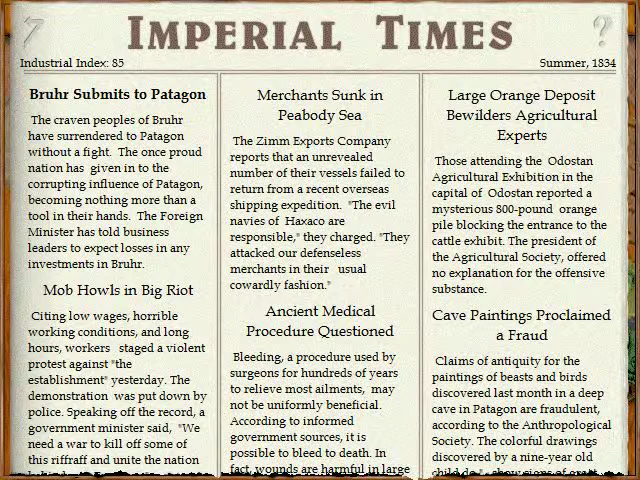 IMPERIAL TIMES
Industrial Index: 85
Summer, 1834
Bruhr Submits to Patagon
The craven peoples of Bruhr
have surrendered to Patagon
without a fight. The once proud
nation has given in to the
corrupting influence of Patagon,
becoming nothing more than a
tool in their hands. The Foreign
Minister has told business
leaders to expect losses in any
investments in Bruhr.
Mob Howls in Big Riot
Citing low wages, horrible
working conditions, and long
hours, workers staged a violent
protest against "the
establishment" yesterday. The
demonstration was put down by
police. Speaking off the record, a
government minister said, "We
need a war to kill off some of
this riffraff and unite the nation
Merchants Sunk in
Peabody Sea
The Zimm Exports Company
reports that an unrevealed
number of their vessels failed to
return from a recent overseas
shipping expedition. "The evil
navies of Haxaco are
responsible," they charged. "They
attacked our defenseless
merchants in their usual
cowardly fashion."
Ancient Medical
Procedure Questioned
Bleeding, a procedure used by
surgeons for hundreds of years
to relieve most ailments, may
not be uniformly beneficial.
According to informed
government sources, it is
possible to bleed to death. In
fact, wounds are harmful in large
Large Orange Deposit
Bewilders Agricultural
Experts
Those attending the Odostan
Agricultural Exhibition in the
capital of Odostan reported a
mysterious 800-pound orange
pile blocking the entrance to the
cattle exhibit. The president of
the Agricultural Society, offered
no explanation for the offensive
substance.
Cave Paintings Proclaimed
a Fraud
Claims of antiquity for the
paintings of beasts and birds
discovered last month in a deep
cave in Patagon are fraudulent,
according to the Anthropological
Society. The colorful drawings
discovered by a nine-year old